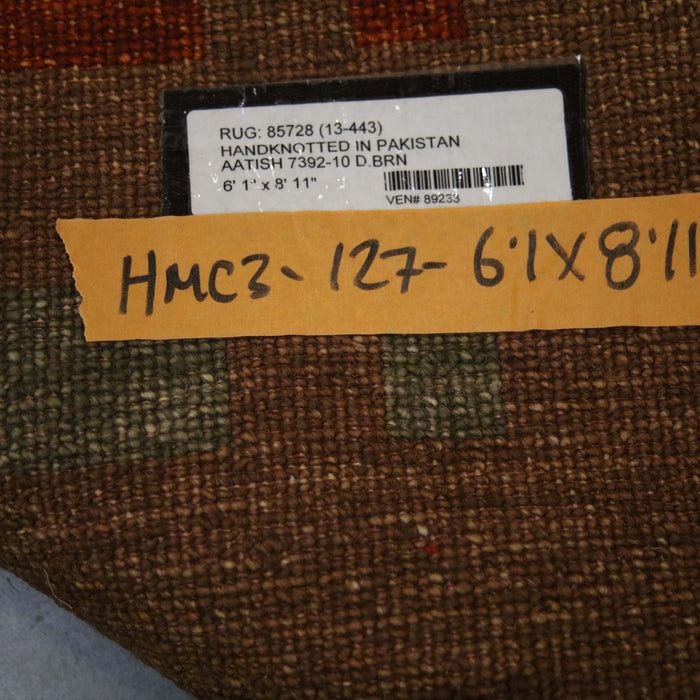 RUG: 85728 (13-443)
HANDKNOTTED IN PAKISTAN
AATISH 7392-10 D.BRN
6' 1" x 8' 11"
VEN# 89233
HMC3-127-6'1X8'11